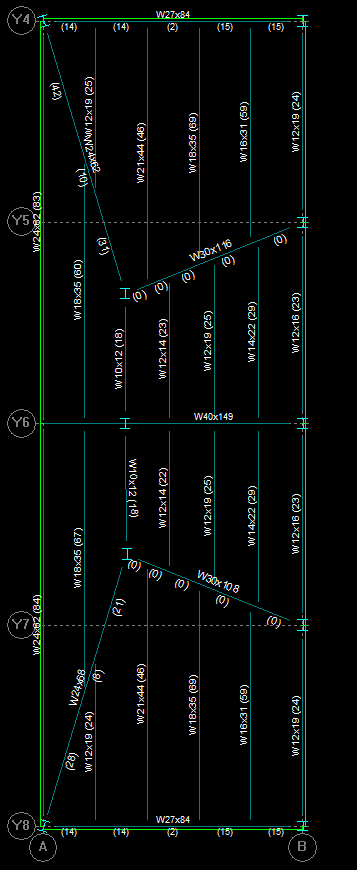 Y4
W27x84
(14) (14) (2) (15) (15)
(42)
W12x19 (25)
W24x62
(10)
(31)
W21x44 (46)
W18x35 (69)
W16x31 (59)
W12x19 (24)
W24x62 (83)
Y5
W18x35 (60)
W30x116
(0) (0) (0) (0) (0)
W10x12 (18)
W12x14 (23)
W12x19 (25)
W14x22 (29)
W12x16 (23)
Y6
W40x149
W10x12 (18)
W12x14 (22)
W12x19 (25)
W14x22 (29)
W12x16 (23)
W18x35 (67)
W30x108
(0) (0) (0) (0) (0)
Y7
W24x62 (84)
(21)
(8)
W24x68
(28)
W12x19 (24)
W21x44 (46)
W18x35 (69)
W16x31 (59)
W12x19 (24)
Y8
W27x84
(14) (14) (2) (15) (15)
A B